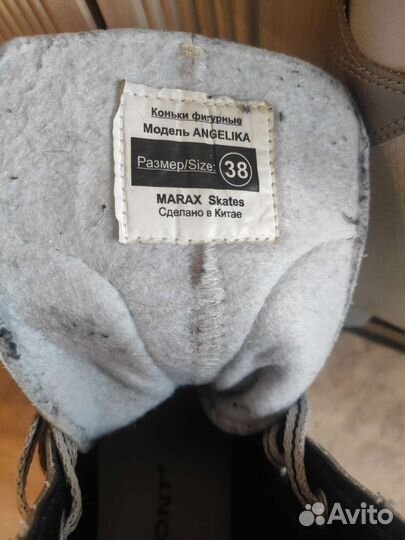 Коньки фигурные
Модель ANGELIKA
Размер/Size: 38
MARAX Skates
Сделано в Китае
Avito